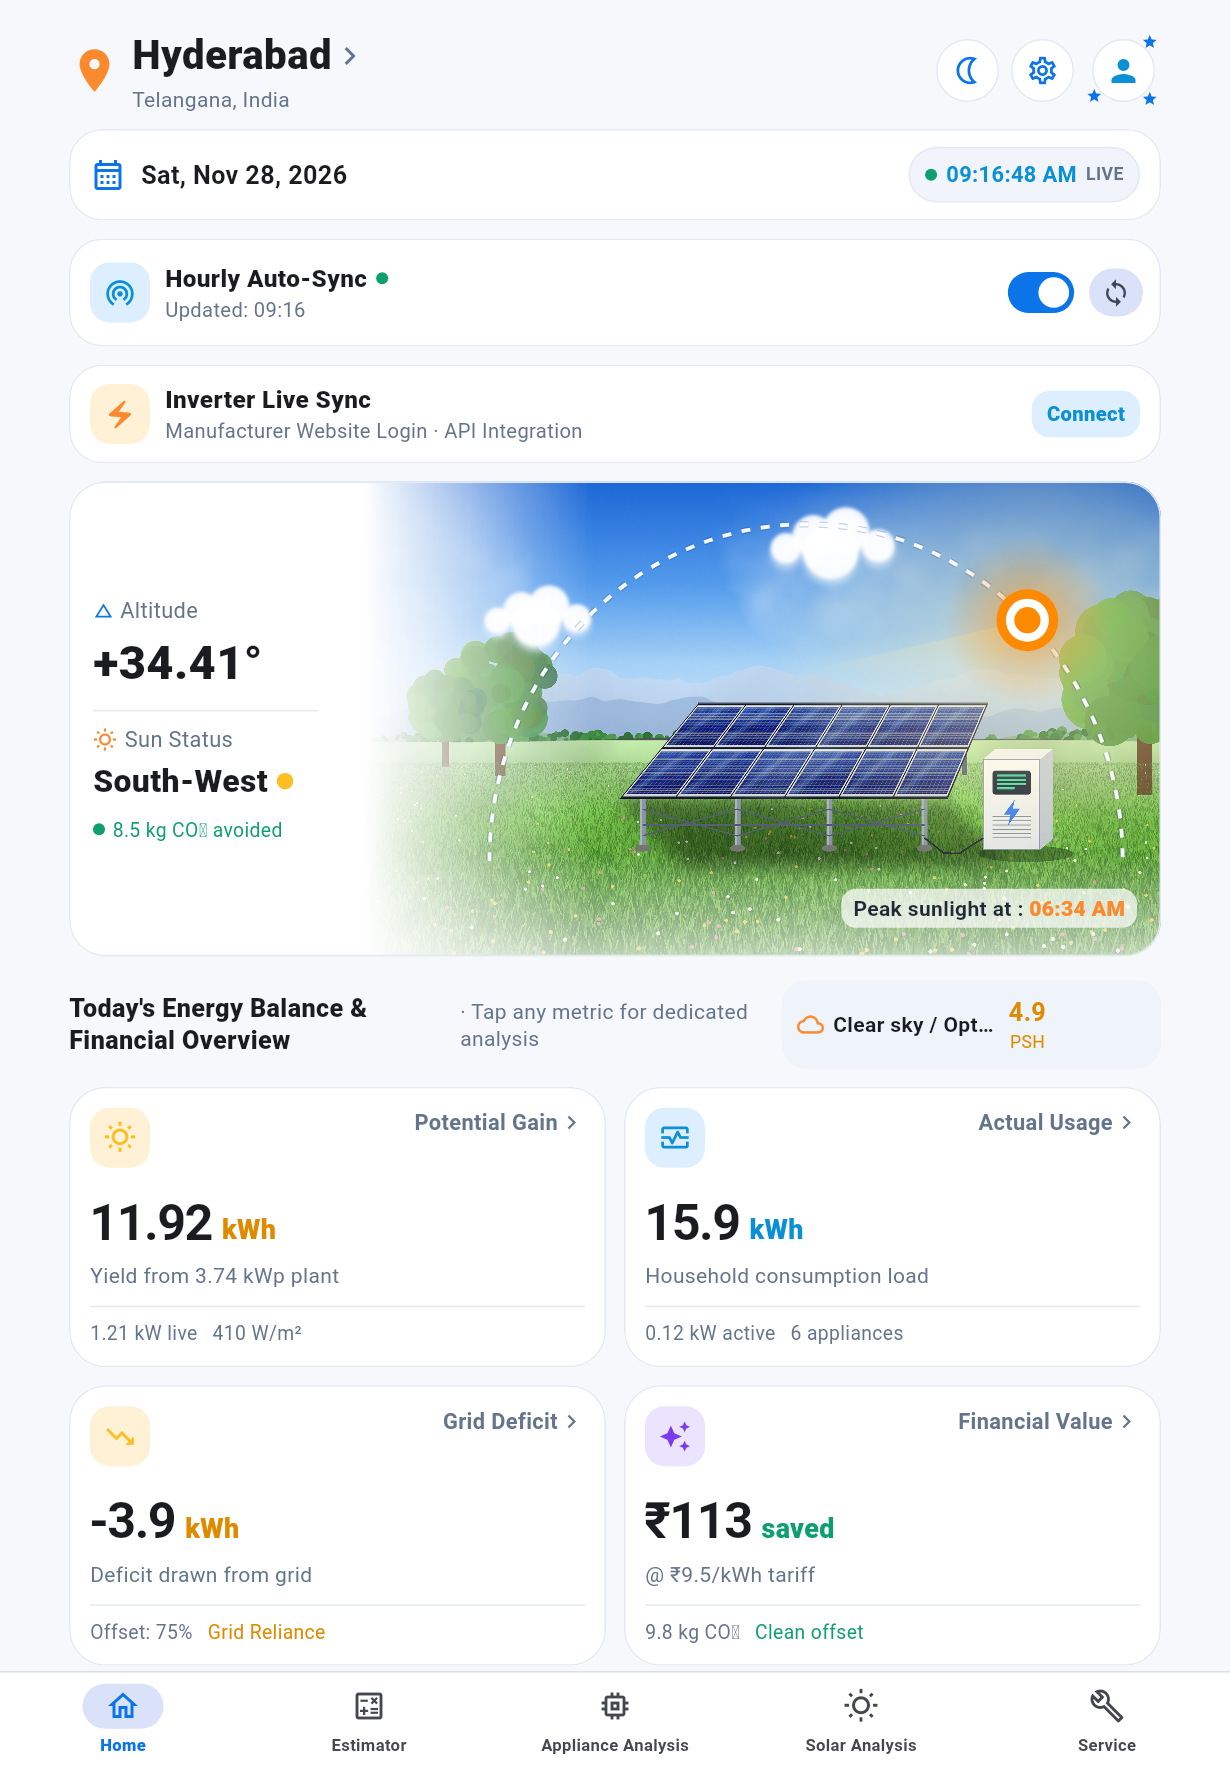 Hyderabad
Telangana, India
Sat, Nov 28, 2026
09:16:48 AM LIVE
Hourly Auto-Sync
Updated: 09:16
Inverter Live Sync
Manufacturer Website Login · API Integration
Connect
Altitude
+34.41°
Sun Status
South-West
8.5 kg CO▯ avoided
Peak sunlight at : 06:34 AM
Today's Energy Balance &
Financial Overview
· Tap any metric for dedicated
analysis
Clear sky / Opt...
4.9
PSH
Potential Gain
11.92 kWh
Yield from 3.74 kWp plant
1.21 kW live 410 W/m²
Actual Usage
15.9 kWh
Household consumption load
0.12 kW active 6 appliances
Grid Deficit
-3.9 kWh
Deficit drawn from grid
Offset: 75% Grid Reliance
Financial Value
₹113 saved
@ ₹9.5/kWh tariff
9.8 kg CO▯ Clean offset
Home
Estimator
Appliance Analysis
Solar Analysis
Service